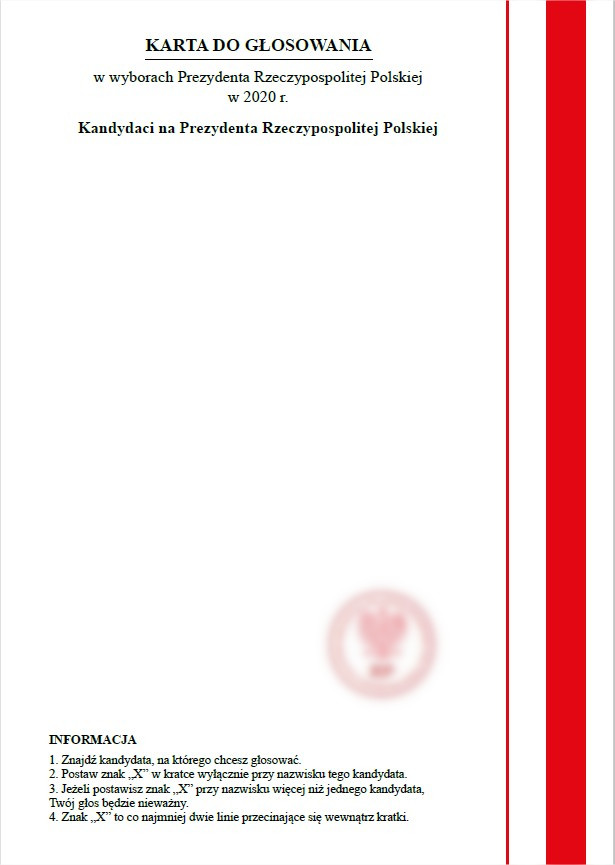 KARTA DO GŁOSOWANIA
w wyborach Prezydenta Rzeczypospolitej Polskiej
w 2020 r.
Kandydaci na Prezydenta Rzeczypospolitej Polskiej
INFORMACJA
1. Znajdź kandydata, na którego chcesz głosować.
2. Postaw znak „X” w kratce wyłącznie przy nazwisku tego kandydata.
3. Jeżeli postawisz znak „X” przy nazwisku więcej niż jednego kandydata,
Twój głos będzie nieważny.
4. Znak „X” to co najmniej dwie linie przecinające się wewnątrz kratki.